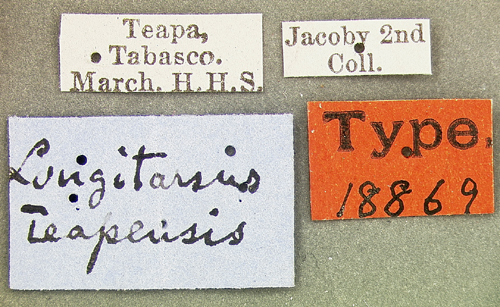 Teapa,
Tabasco.
March. H.H.S.
Jacoby 2nd
Coll.
Type.
18869
Longitarsus
Teapensis